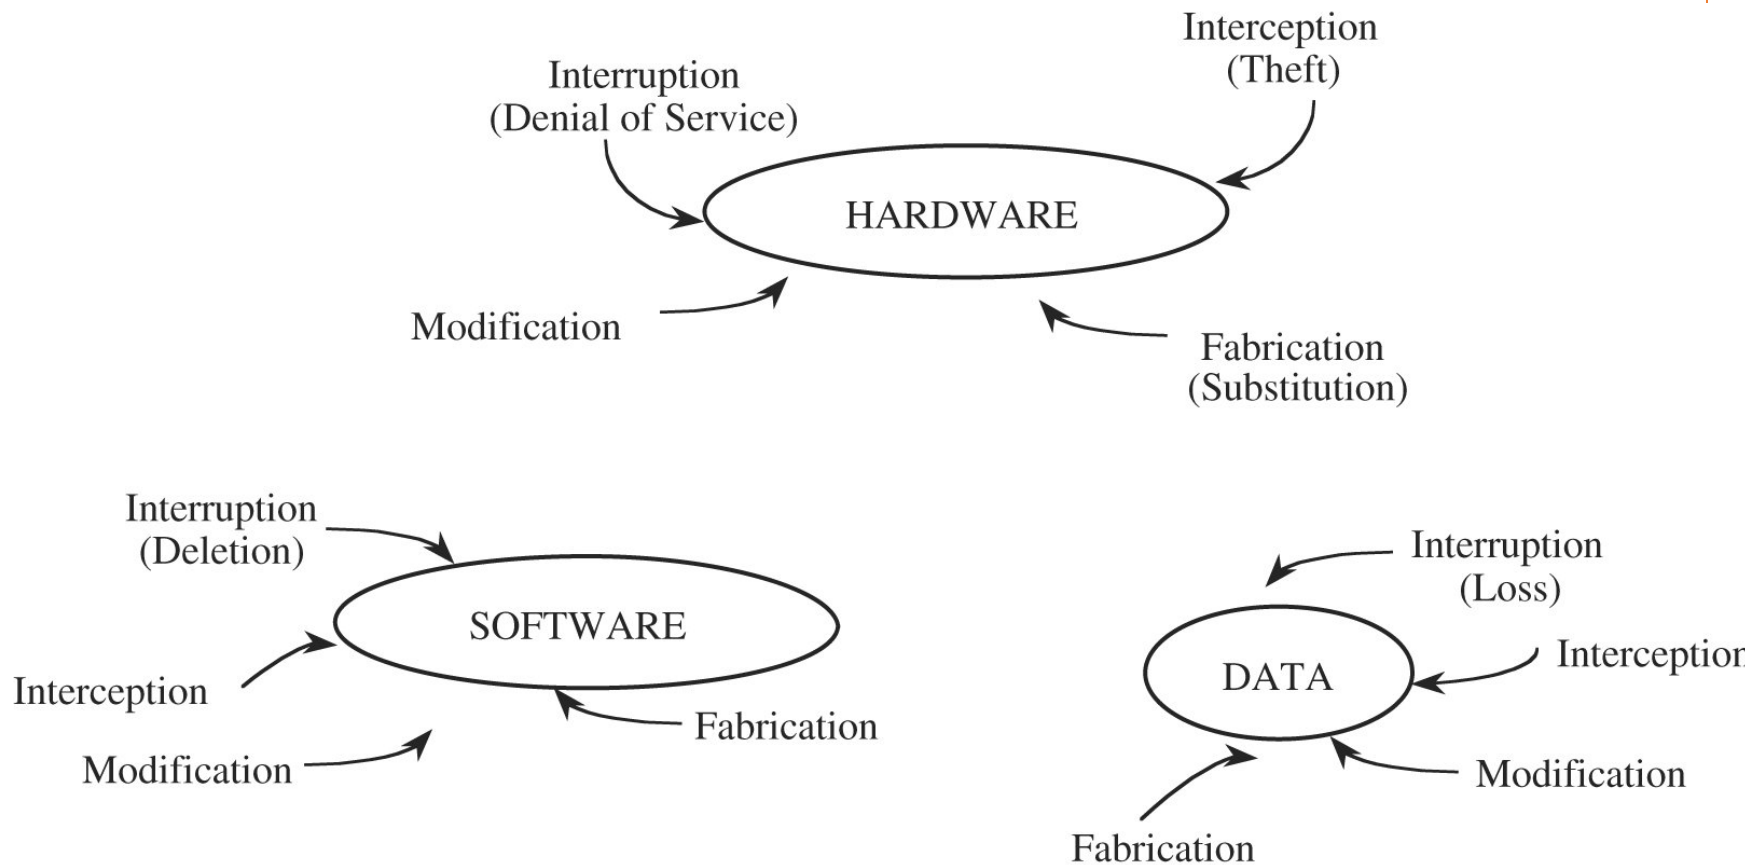 Interception
(Theft)
Interruption
(Denial of Service)
HARDWARE
Modification
Fabrication
(Substitution)
Interruption
(Deletion)
SOFTWARE
Interception
Fabrication
Modification
Interruption
(Loss)
Interception
DATA
Modification
Fabrication